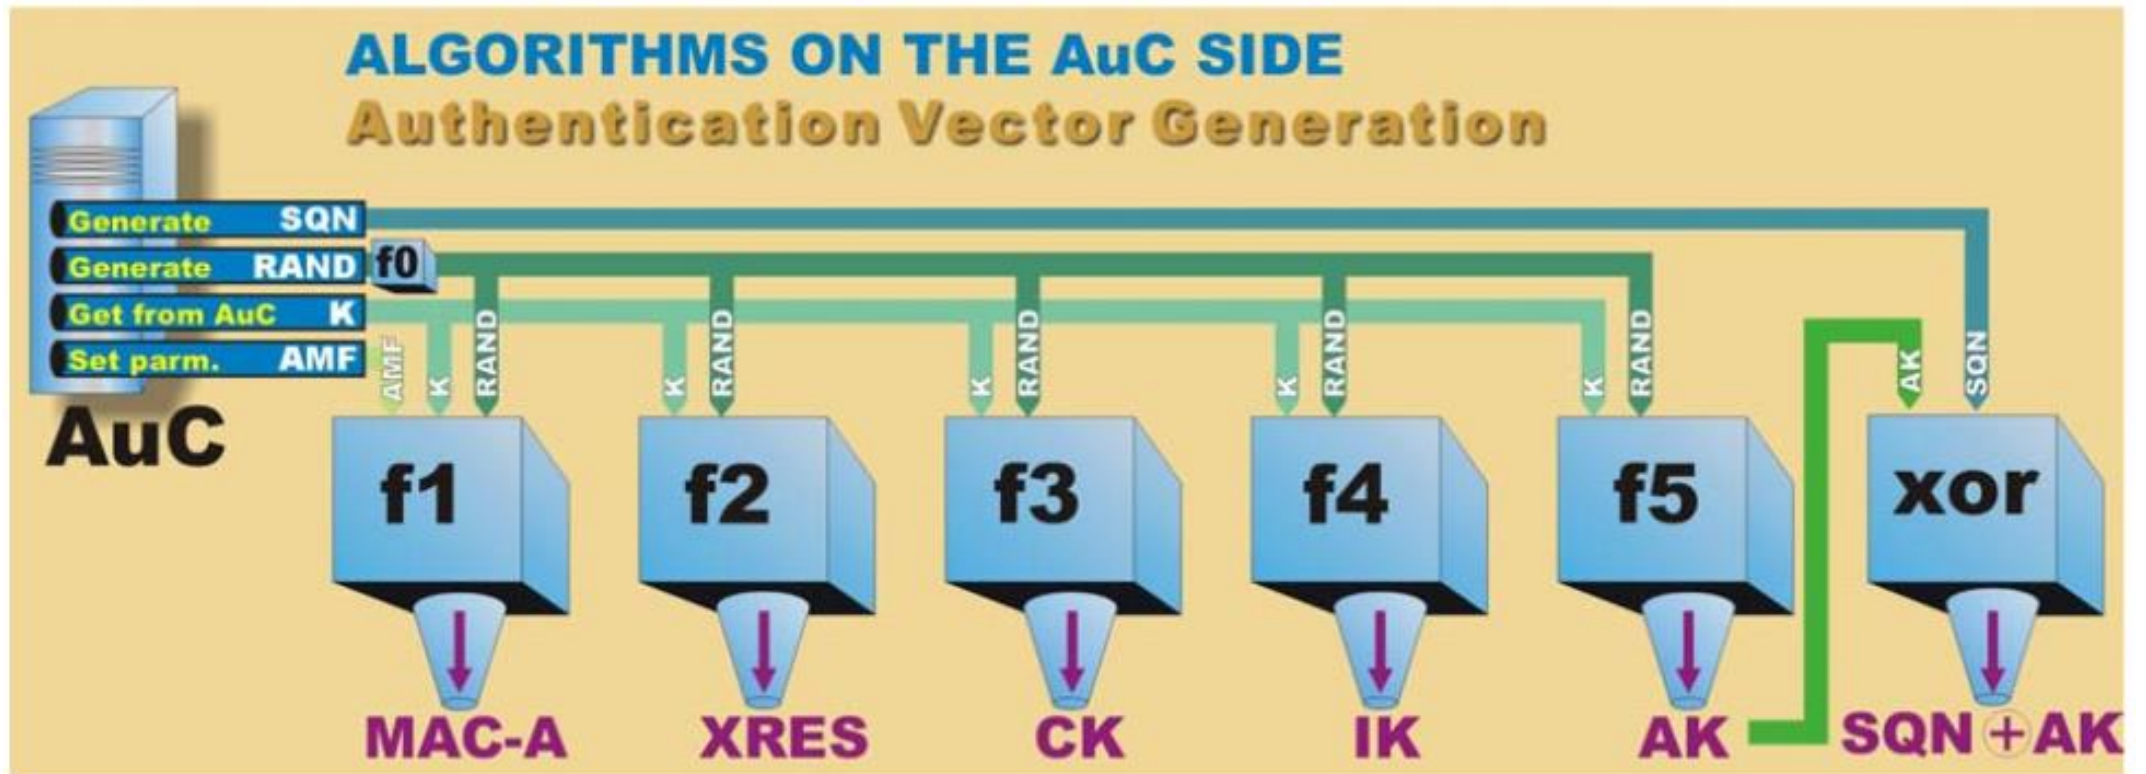 ALGORITHMS ON THE AuC SIDE
Authentication Vector Generation
Generate SQN
Generate RAND f0
Get from AuC K
Set parm. AMF
AuC
AMF K RAND K RAND K RAND K RAND K RAND AK SQN
f1 f2 f3 f4 f5 xor
MAC-A XRES CK IK AK SQN⊕AK